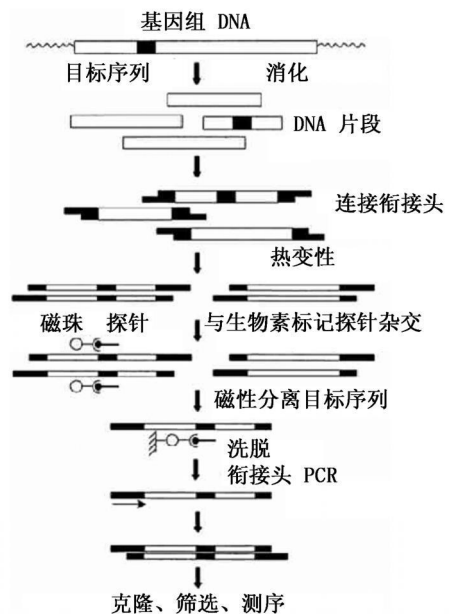 基因组 DNA
目标序列 消化
DNA 片段
连接衔接头
热变性
磁珠 探针 与生物素标记探针杂交
磁性分离目标序列
洗脱
衔接头 PCR
克隆、筛选、测序